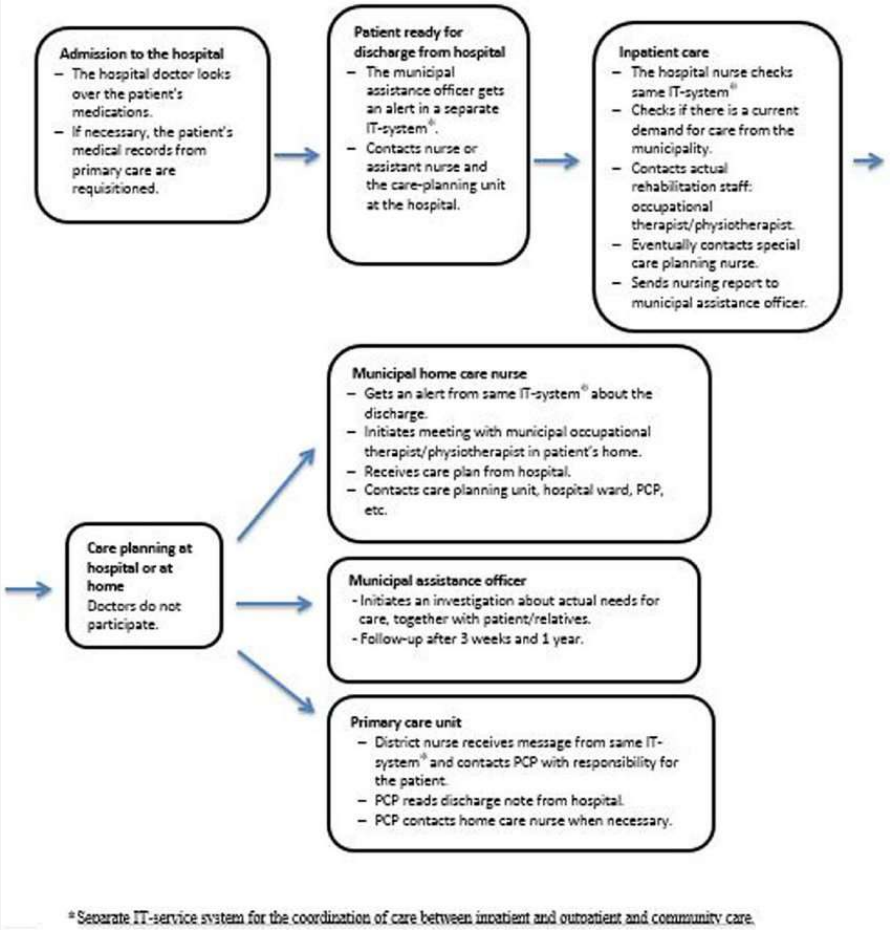 Admission to the hospital
– The hospital doctor looks
over the patient's
medications.
– If necessary, the patient's
medical records from
primary care are
requisitioned.
Patient ready for
discharge from hospital
– The municipal
assistance officer gets
an alert in a separate
IT-system*.
– Contacts nurse or
assistant nurse and
the care-planning unit
at the hospital.
Inpatient care
– The hospital nurse checks
same IT-system*
– Checks if there is a current
demand for care from the
municipality.
– Contacts actual
rehabilitation staff:
occupational
therapist/physiotherapist.
– Eventually contacts special
care planning nurse.
– Sends nursing report to
municipal assistance officer.
Care planning at
hospital or at
home
Doctors do not
participate.
Municipal home care nurse
– Gets an alert from same IT-system* about the
discharge.
– Initiates meeting with municipal occupational
therapist/physiotherapist in patient's home.
– Receives care plan from hospital.
– Contacts care planning unit, hospital ward, PCP,
etc.
Municipal assistance officer
- Initiates an investigation about actual needs for
care, together with patient/relatives.
- Follow-up after 3 weeks and 1 year.
Primary care unit
– District nurse receives message from same IT-
system* and contacts PCP with responsibility for
the patient.
– PCP reads discharge note from hospital.
– PCP contacts home care nurse when necessary.
* Separate IT-service system for the coordination of care between inpatient and outpatient and community care.